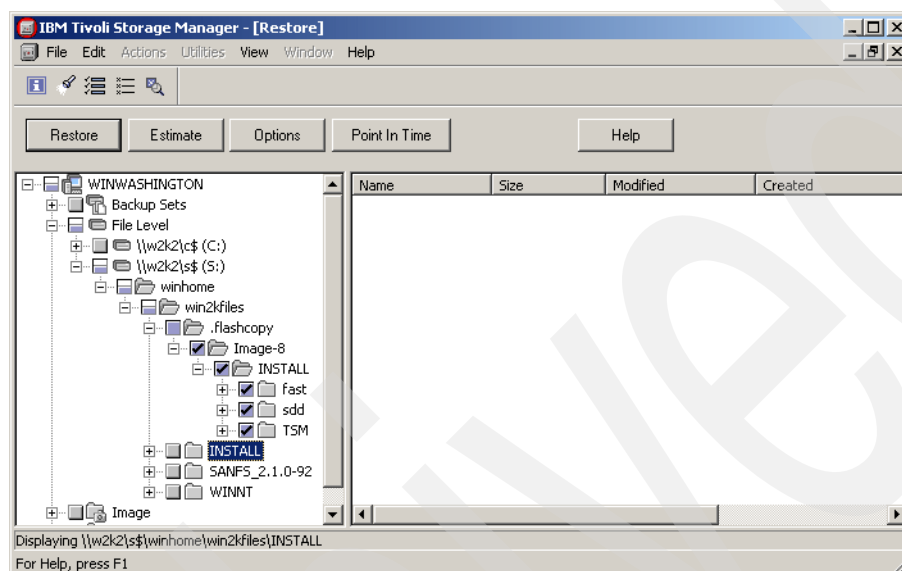 IBM Tivoli Storage Manager - [Restore]
File Edit Actions Utilities View Window Help
Restore Estimate Options Point In Time Help
WINWASHINGTON
Backup Sets
File Level
\\w2k2\c$ (C:)
\\w2k2\s$ (S:)
winhome
win2kfiles
.flashcopy
Image-8
INSTALL
fast
sdd
TSM
INSTALL
SANFS_2.1.0-92
WINNT
Image
Name Size Modified Created
Displaying \\w2k2\s$\winhome\win2kfiles\INSTALL
For Help, press F1